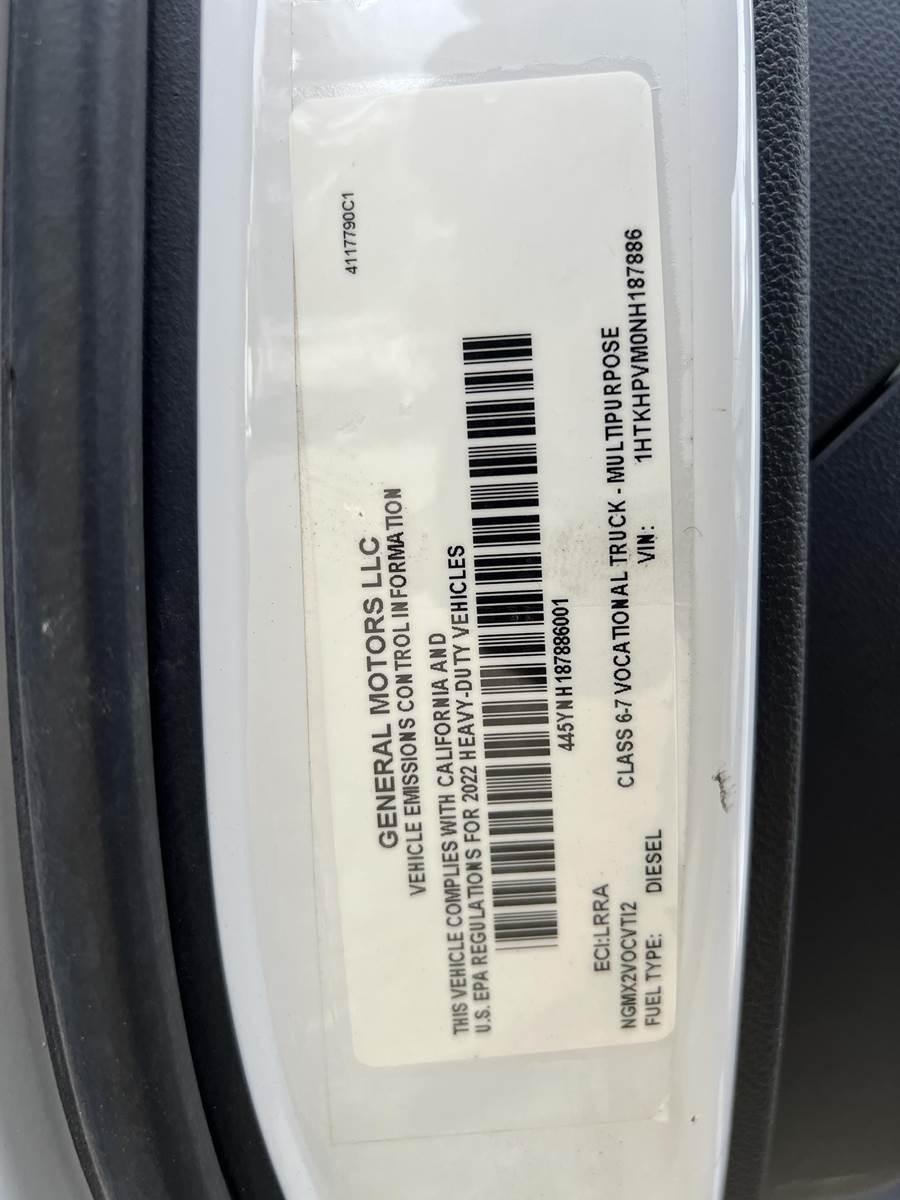 4117790C1
GENERAL MOTORS LLC
VEHICLE EMISSIONS CONTROL INFORMATION
THIS VEHICLE COMPLIES WITH CALIFORNIA AND
U.S. EPA REGULATIONS FOR 2022 HEAVY-DUTY VEHICLES
445YNH187886001
ECI:LRRA
NGMX2VOCVTI2 CLASS 6-7 VOCATIONAL TRUCK - MULTIPURPOSE
FUEL TYPE: DIESEL VIN: 1HTKHPVM0NH187886